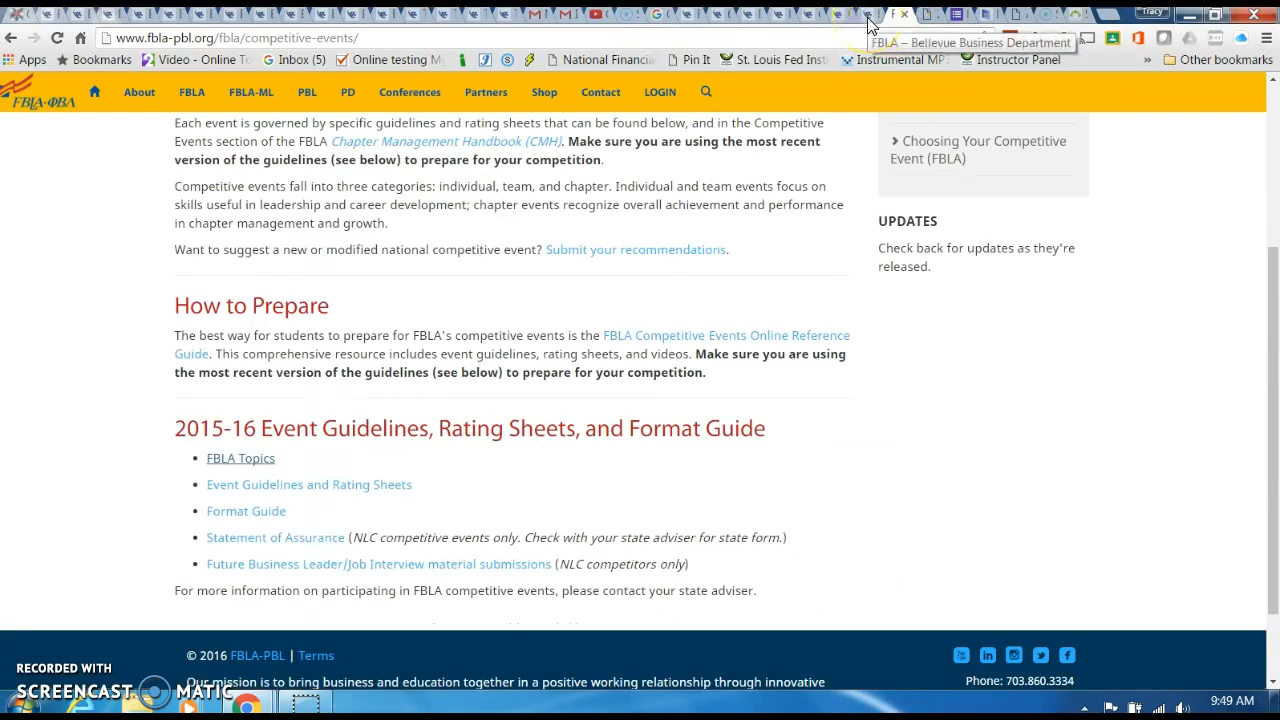 Tracy
www.fbla-pbl.org/fbla/competitive-events/
FBLA – Bellevue Business Department
Apps Bookmarks Video - Online To Inbox (5) Online testing M National Financia Pin It St. Louis Fed Inst Instrumental MP Instructor Panel » Other bookmarks
FBLA-PBL About FBLA FBLA-ML PBL PD Conferences Partners Shop Contact LOGIN
Each event is governed by specific guidelines and rating sheets that can be found below, and in the Competitive
Events section of the FBLA Chapter Management Handbook (CMH). Make sure you are using the most recent
version of the guidelines (see below) to prepare for your competition.
Competitive events fall into three categories: individual, team, and chapter. Individual and team events focus on
skills useful in leadership and career development; chapter events recognize overall achievement and performance
in chapter management and growth.
Want to suggest a new or modified national competitive event? Submit your recommendations.
Choosing Your Competitive
Event (FBLA)
UPDATES
Check back for updates as they're
released.
How to Prepare
The best way for students to prepare for FBLA's competitive events is the FBLA Competitive Events Online Reference
Guide. This comprehensive resource includes event guidelines, rating sheets, and videos. Make sure you are using
the most recent version of the guidelines (see below) to prepare for your competition.
2015-16 Event Guidelines, Rating Sheets, and Format Guide
• FBLA Topics
• Event Guidelines and Rating Sheets
• Format Guide
• Statement of Assurance (NLC competitive events only. Check with your state adviser for state form.)
• Future Business Leader/Job Interview material submissions (NLC competitors only)
For more information on participating in FBLA competitive events, please contact your state adviser.
© 2016 FBLA-PBL | Terms
Our mission is to bring business and education together in a positive working relationship through innovative
Phone: 703.860.3334
RECORDED WITH
SCREENCAST MATIC
9:49 AM